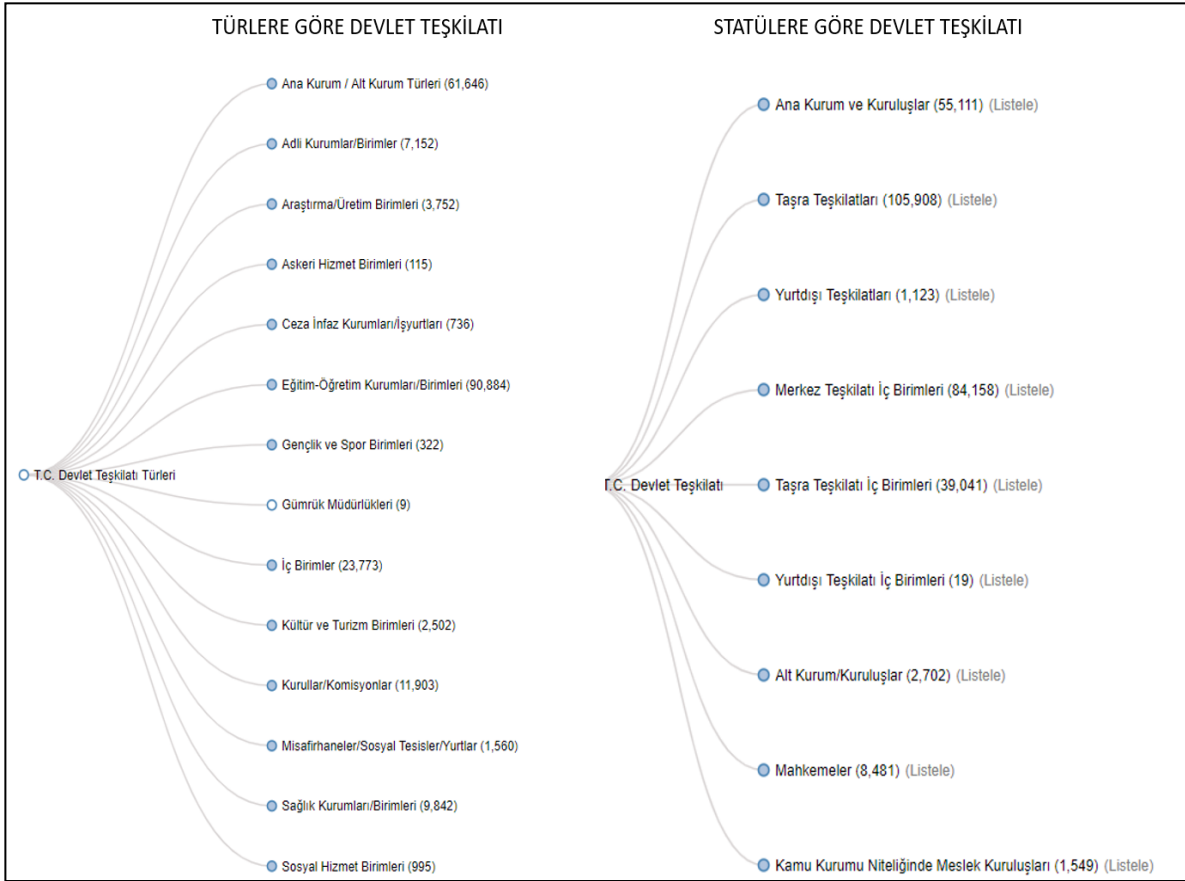 TÜRLERE GÖRE DEVLET TEŞKİLATI
Ana Kurum / Alt Kurum Türleri (61,646)
Adli Kurumlar/Birimler (7,152)
Araştırma/Üretim Birimleri (3,752)
Askeri Hizmet Birimleri (115)
Ceza İnfaz Kurumları/İşyurtları (736)
Eğitim-Öğretim Kurumları/Birimleri (90,884)
Gençlik ve Spor Birimleri (322)
T.C. Devlet Teşkilatı Türleri
Gümrük Müdürlükleri (9)
İç Birimler (23,773)
Kültür ve Turizm Birimleri (2,502)
Kurullar/Komisyonlar (11,903)
Misafirhaneler/Sosyal Tesisler/Yurtlar (1,560)
Sağlık Kurumları/Birimleri (9,842)
Sosyal Hizmet Birimleri (995)
STATÜLERE GÖRE DEVLET TEŞKİLATI
Ana Kurum ve Kuruluşlar (55,111) (Listele)
Taşra Teşkilatları (105,908) (Listele)
Yurtdışı Teşkilatları (1,123) (Listele)
Merkez Teşkilatı İç Birimleri (84,158) (Listele)
T.C. Devlet Teşkilatı
Taşra Teşkilatı İç Birimleri (39,041) (Listele)
Yurtdışı Teşkilatı İç Birimleri (19) (Listele)
Alt Kurum/Kuruluşlar (2,702) (Listele)
Mahkemeler (8,481) (Listele)
Kamu Kurumu Niteliğinde Meslek Kuruluşları (1,549) (Listele)